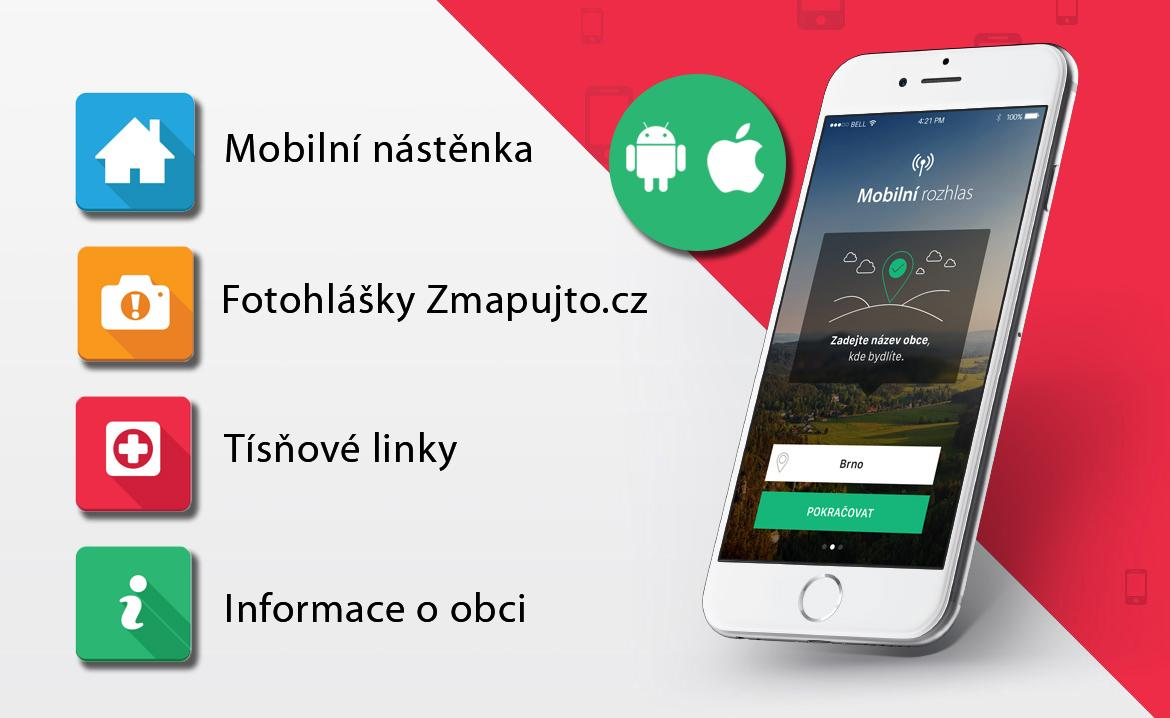 Mobilní nástěnka
Fotohlášky Zmapujto.cz
Tísňové linky
Informace o obci
BELL
4:21 PM
100%
Mobilní rozhlas
Zadejte název obce,
kde bydlíte.
Brno
POKRAČOVAT